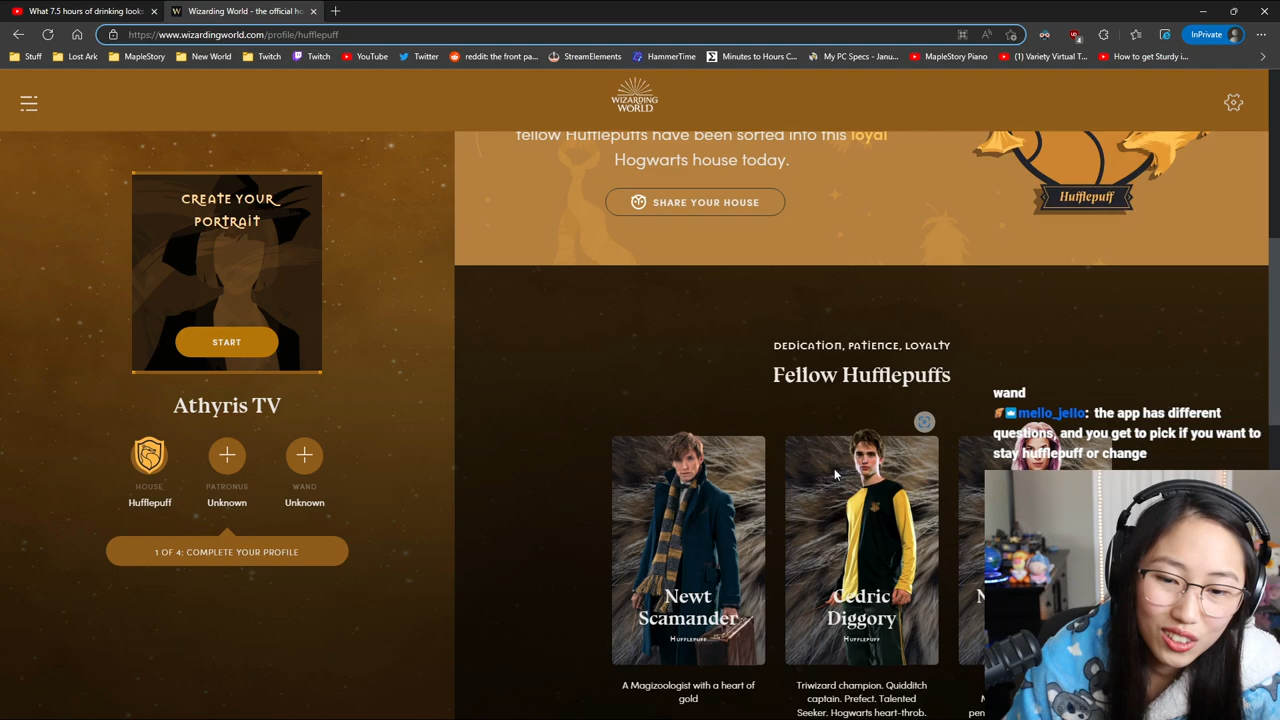 What 7.5 hours of drinking looks
Wizarding World - the official ho
https://www.wizardingworld.com/profile/hufflepuff
InPrivate
Stuff
Lost Ark
MapleStory
New World
Twitch
Twitch
YouTube
Twitter
reddit: the front pa...
StreamElements
HammerTime
Minutes to Hours C...
My PC Specs - Janu...
MapleStory Piano
(1) Variety Virtual T...
How to get Sturdy i...
WIZARDING
WORLD
CREATE YOUR
PORTRAIT
START
Athyris TV
HOUSE
Hufflepuff
PATRONUS
Unknown
WAND
Unknown
1 OF 4: COMPLETE YOUR PROFILE
fellow Hufflepuffs have been sorted into this loyal
Hogwarts house today.
SHARE YOUR HOUSE
Hufflepuff
DEDICATION, PATIENCE, LOYALTY
Fellow Hufflepuffs
wand
mello_jello: the app has different
questions, and you get to pick if you want to
stay hufflepuff or change
Newt
Scamander
Hufflepuff
A Magizoologist with a heart of
gold
Cedric
Diggory
Hufflepuff
Triwizard champion. Quidditch
captain. Prefect. Talented
Seeker. Hogwarts heart-throb.